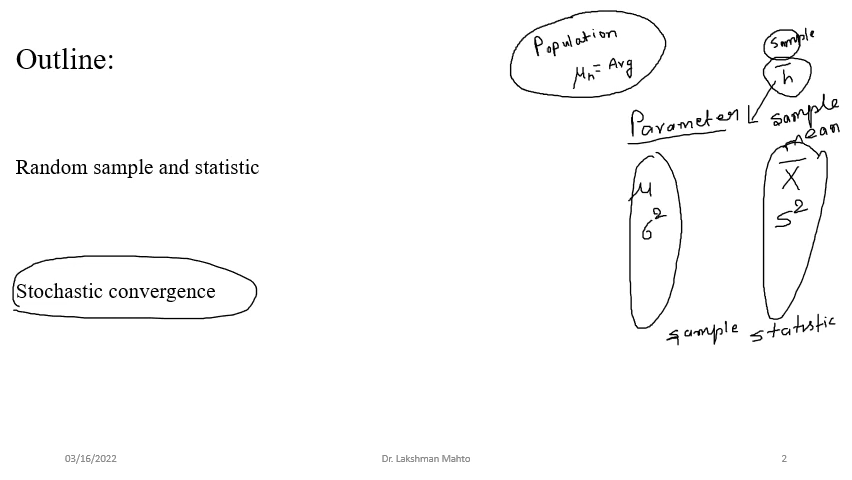 Outline:
Random sample and statistic
Stochastic convergence
Population
μh = Avg
sample
h̅
Parameter
sample
mean
μ
σ²
X̅
S²
sample statistic
03/16/2022
Dr. Lakshman Mahto
2